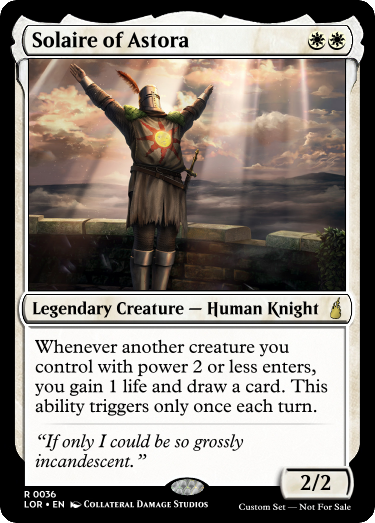 Solaire of Astora
Legendary Creature — Human Knight
Whenever another creature you
control with power 2 or less enters,
you gain 1 life and draw a card. This
ability triggers only once each turn.
“If only I could be so grossly
incandescent.”
2/2
R 0036
LOR • EN Collateral Damage Studios
Custom Set — Not For Sale